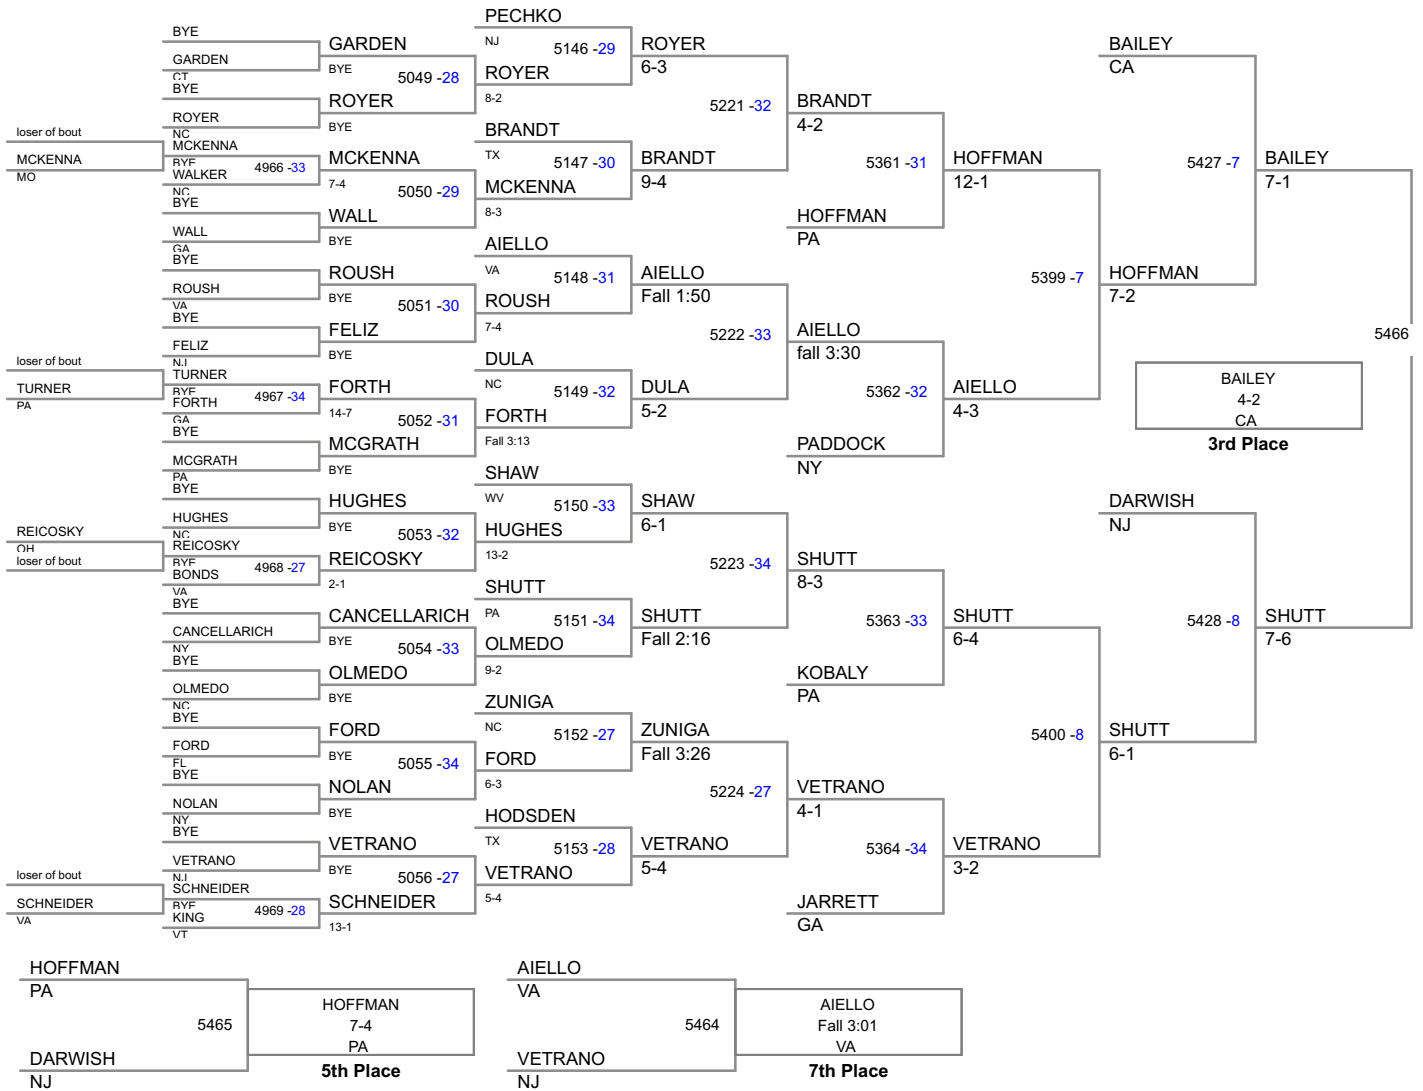 BYE
GARDEN
CT
BYE
ROYER
NC
loser of bout
MCKENNA
MO
MCKENNA
BYE
4966 -33
WALKER
NC
BYE
WALL
GA
BYE
ROUSH
VA
BYE
FELIZ
NJ
loser of bout
TURNER
PA
TURNER
BYE
4967 -34
FORTH
GA
BYE
MCGRATH
PA
BYE
HUGHES
NC
REICOSKY
OH
loser of bout
REICOSKY
BYE
4968 -27
BONDS
VA
BYE
CANCELLARICH
NY
BYE
OLMEDO
NC
BYE
FORD
FL
BYE
NOLAN
NY
BYE
VETRANO
NJ
loser of bout
SCHNEIDER
VA
SCHNEIDER
BYE
4969 -28
KING
VT
GARDEN
BYE
5049 -28
ROYER
BYE
MCKENNA
7-4
5050 -29
WALL
BYE
ROUSH
BYE
5051 -30
FELIZ
BYE
FORTH
14-7
5052 -31
MCGRATH
BYE
HUGHES
BYE
5053 -32
REICOSKY
2-1
CANCELLARICH
BYE
5054 -33
OLMEDO
BYE
FORD
BYE
5055 -34
NOLAN
BYE
VETRANO
BYE
5056 -27
SCHNEIDER
13-1
PECHKO
NJ
5146 -29
ROYER
8-2
BRANDT
TX
5147 -30
MCKENNA
8-3
AIELLO
VA
5148 -31
ROUSH
7-4
DULA
NC
5149 -32
FORTH
Fall 3:13
SHAW
WV
5150 -33
HUGHES
13-2
SHUTT
PA
5151 -34
OLMEDO
9-2
ZUNIGA
NC
5152 -27
FORD
6-3
HODSDEN
TX
5153 -28
VETRANO
5-4
ROYER
6-3
5221 -32
BRANDT
9-4
AIELLO
Fall 1:50
5222 -33
DULA
5-2
SHAW
6-1
5223 -34
SHUTT
Fall 2:16
ZUNIGA
Fall 3:26
5224 -27
VETRANO
5-4
BRANDT
4-2
5361 -31
HOFFMAN
PA
AIELLO
fall 3:30
5362 -32
PADDOCK
NY
SHUTT
8-3
5363 -33
KOBALY
PA
VETRANO
4-1
5364 -34
JARRETT
GA
HOFFMAN
12-1
5399 -7
AIELLO
4-3
SHUTT
6-4
5400 -8
VETRANO
3-2
BAILEY
CA
5427 -7
HOFFMAN
7-2
DARWISH
NJ
5428 -8
SHUTT
6-1
BAILEY
7-1
5466
SHUTT
7-6
BAILEY
4-2
CA
3rd Place
HOFFMAN
PA
5465
DARWISH
NJ
HOFFMAN
7-4
PA
5th Place
AIELLO
VA
5464
VETRANO
NJ
AIELLO
Fall 3:01
VA
7th Place